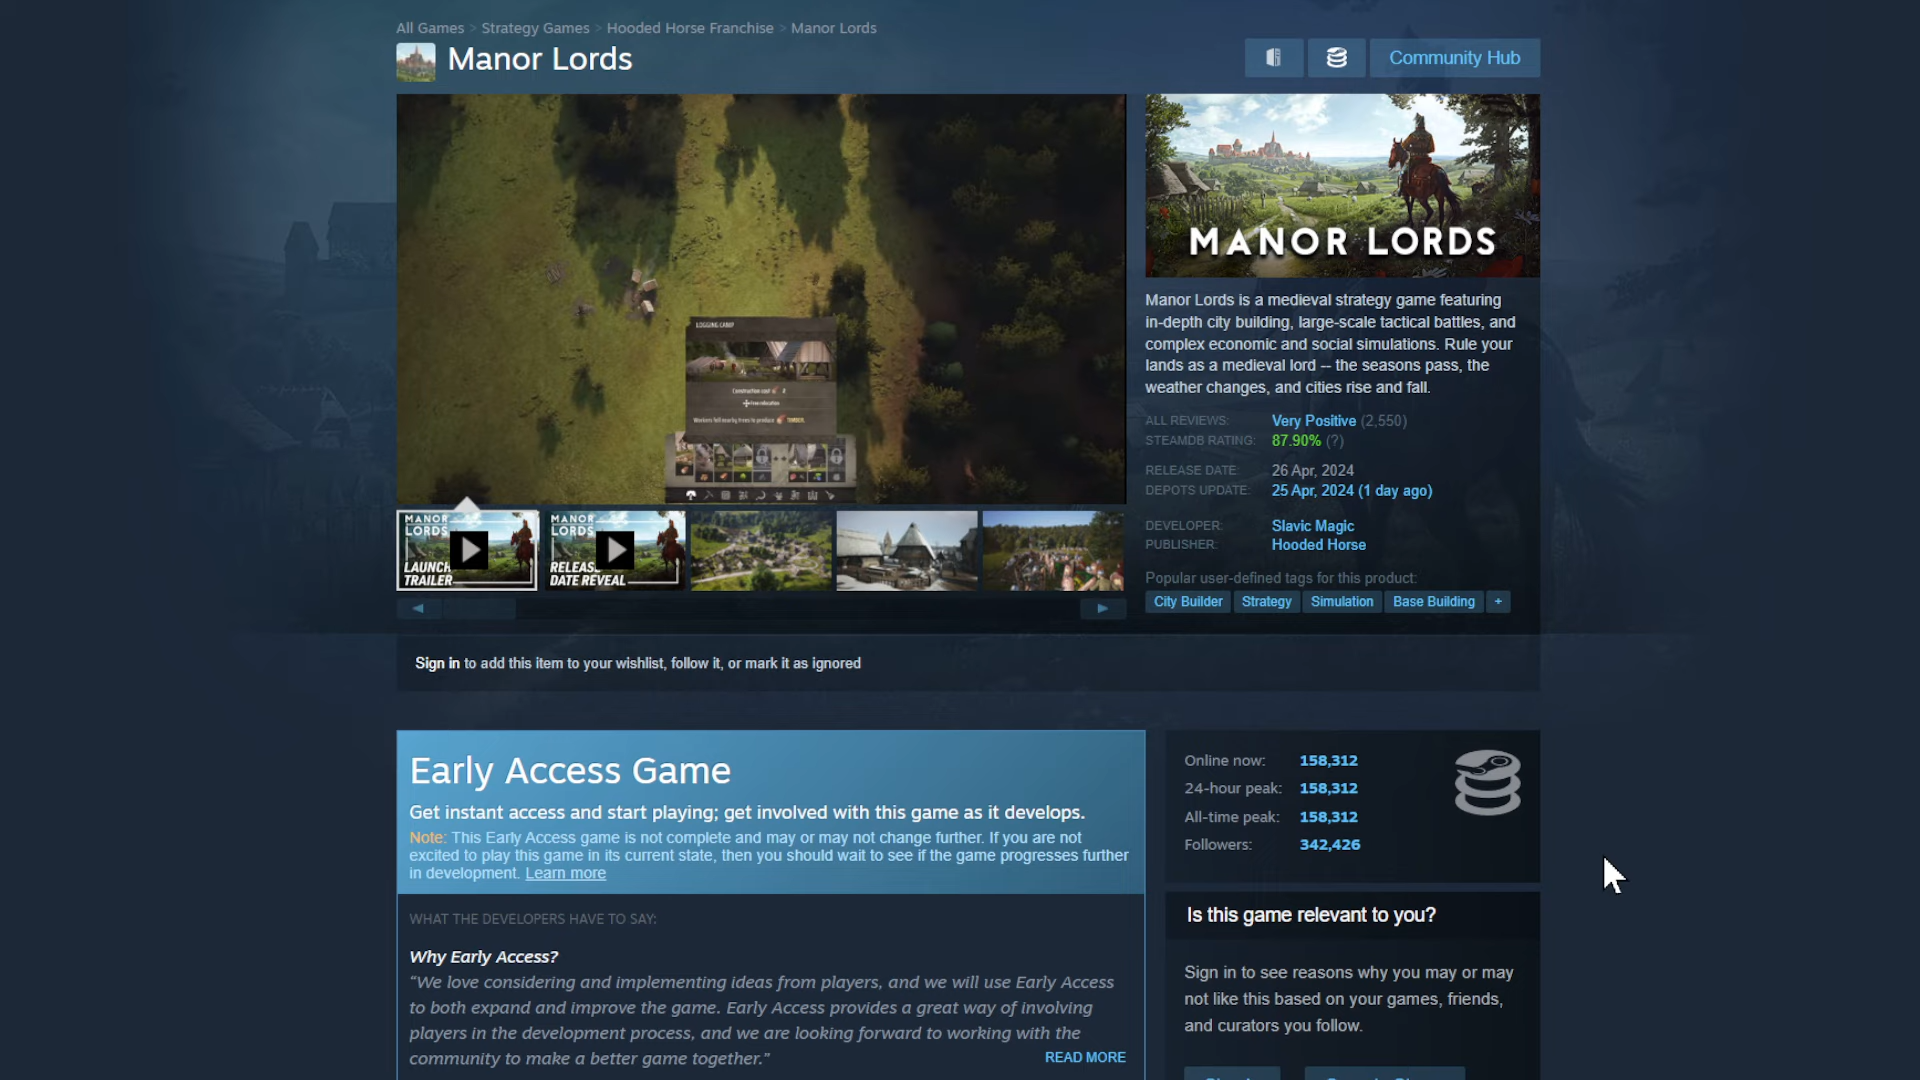 All Games > Strategy Games > Hooded Horse Franchise > Manor Lords
Manor Lords
Community Hub
LOGGING CAMP
Construction cost 2
Free relocation
Workers fell nearby trees to produce TIMBER.
MANOR LORDS
Manor Lords is a medieval strategy game featuring
in-depth city building, large-scale tactical battles, and
complex economic and social simulations. Rule your
lands as a medieval lord -- the seasons pass, the
weather changes, and cities rise and fall.
ALL REVIEWS: Very Positive (2,550)
STEAMDB RATING: 87.90% (?)
RELEASE DATE: 26 Apr, 2024
DEPOTS UPDATE: 25 Apr, 2024 (1 day ago)
DEVELOPER: Slavic Magic
PUBLISHER: Hooded Horse
Popular user-defined tags for this product:
City Builder Strategy Simulation Base Building +
MANOR
LORDS
LAUNCH
TRAILER
MANOR
LORDS
RELEASE
DATE REVEAL
Sign in to add this item to your wishlist, follow it, or mark it as ignored
Early Access Game
Get instant access and start playing; get involved with this game as it develops.
Note: This Early Access game is not complete and may or may not change further. If you are not
excited to play this game in its current state, then you should wait to see if the game progresses further
in development. Learn more
WHAT THE DEVELOPERS HAVE TO SAY:
Why Early Access?
“We love considering and implementing ideas from players, and we will use Early Access
to both expand and improve the game. Early Access provides a great way of involving
players in the development process, and we are looking forward to working with the
community to make a better game together.”
READ MORE
Online now: 158,312
24-hour peak: 158,312
All-time peak: 158,312
Followers: 342,426
Is this game relevant to you?
Sign in to see reasons why you may or may
not like this based on your games, friends,
and curators you follow.